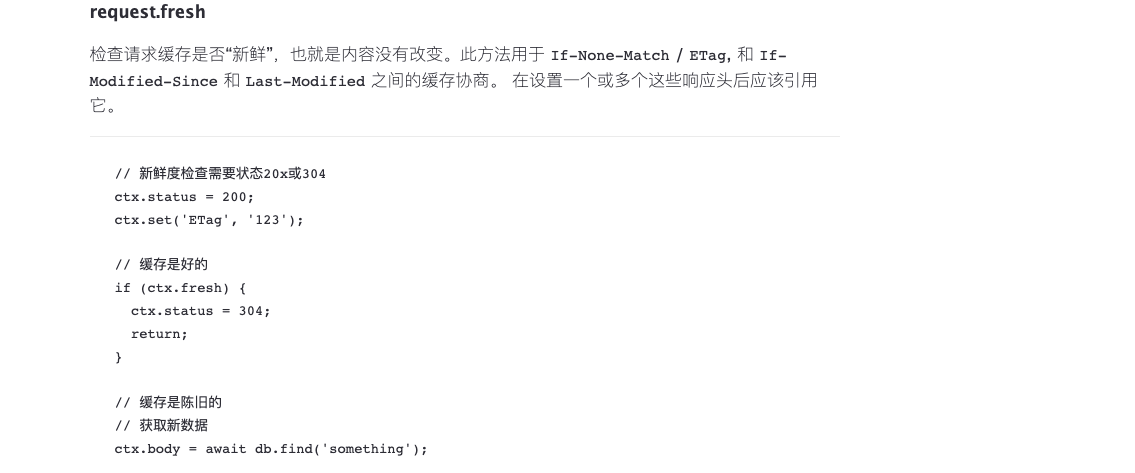 request.fresh
检查请求缓存是否“新鲜”，也就是内容没有改变。此方法用于 If-None-Match / ETag, 和 If-
Modified-Since 和 Last-Modified 之间的缓存协商。 在设置一个或多个这些响应头后应该引用
它。
// 新鲜度检查需要状态20x或304
ctx.status = 200;
ctx.set('ETag', '123');
// 缓存是好的
if (ctx.fresh) {
  ctx.status = 304;
  return;
}
// 缓存是陈旧的
// 获取新数据
ctx.body = await db.find('something');